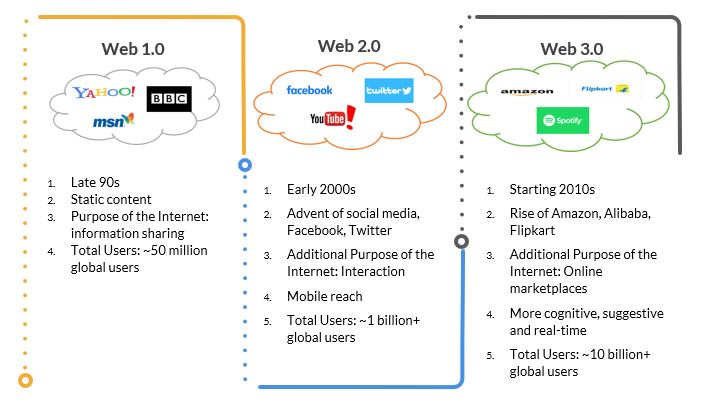 Web 1.0
YAHOO!
BBC
msn
1. Late 90s
2. Static content
3. Purpose of the Internet:
information sharing
4. Total Users: ~50 million
global users
Web 2.0
facebook
twitter
YouTube!
1. Early 2000s
2. Advent of social media,
Facebook, Twitter
3. Additional Purpose of the
Internet: Interaction
4. Mobile reach
5. Total Users: ~1 billion+
global users
Web 3.0
amazon
Flipkart
Spotify
1. Starting 2010s
2. Rise of Amazon, Alibaba,
Flipkart
3. Additional Purpose of the
Internet: Online
marketplaces
4. More cognitive, suggestive
and real-time
5. Total Users: ~10 billion+
global users